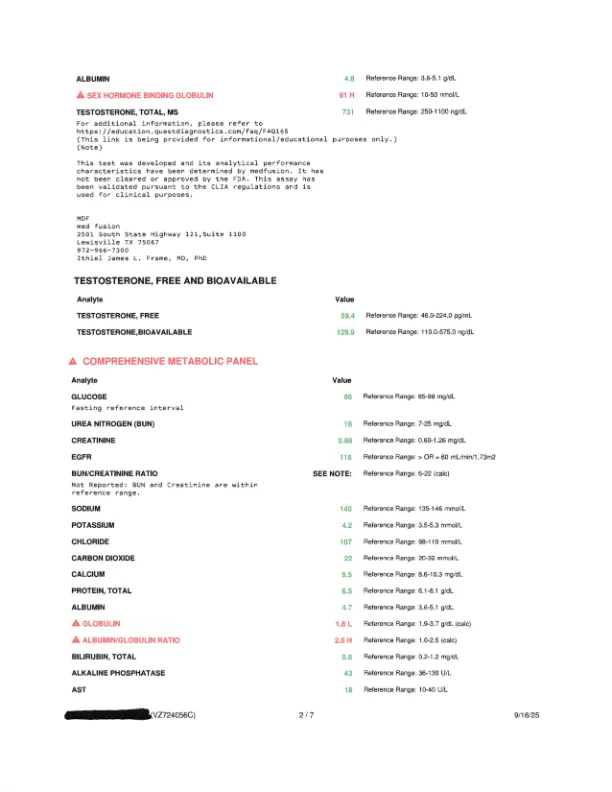 ALBUMIN 4.8 Reference Range: 3.6-5.1 g/dL
SEX HORMONE BINDING GLOBULIN 61 H Reference Range: 10-50 nmol/L
TESTOSTERONE, TOTAL, MS 731 Reference Range: 250-1100 ng/dL
For additional information, please refer to
https://education.questdiagnostics.com/faq/FAQ165
(This link is being provided for informational/educational purposes only.)
(Note)
This test was developed and its analytical performance
characteristics have been determined by medfusion. It has
not been cleared or approved by the FDA. This assay has
been validated pursuant to the CLIA regulations and is
used for clinical purposes.
MDF
med fusion
2501 South State Highway 121,Suite 1100
Lewisville TX 75067
972-966-7300
Ithiel James L. Frame, MD, PhD
TESTOSTERONE, FREE AND BIOAVAILABLE
Analyte Value
TESTOSTERONE, FREE 59.4 Reference Range: 46.0-224.0 pg/mL
TESTOSTERONE,BIOAVAILABLE 129.9 Reference Range: 110.0-575.0 ng/dL
COMPREHENSIVE METABOLIC PANEL
Analyte Value
GLUCOSE 86 Reference Range: 65-99 mg/dL
Fasting reference interval
UREA NITROGEN (BUN) 18 Reference Range: 7-25 mg/dL
CREATININE 0.88 Reference Range: 0.60-1.26 mg/dL
EGFR 116 Reference Range: > OR = 60 mL/min/1.73m2
BUN/CREATININE RATIO SEE NOTE: Reference Range: 6-22 (calc)
Not Reported: BUN and Creatinine are within
reference range.
SODIUM 140 Reference Range: 135-146 mmol/L
POTASSIUM 4.2 Reference Range: 3.5-5.3 mmol/L
CHLORIDE 107 Reference Range: 98-110 mmol/L
CARBON DIOXIDE 22 Reference Range: 20-32 mmol/L
CALCIUM 9.5 Reference Range: 8.6-10.3 mg/dL
PROTEIN, TOTAL 6.5 Reference Range: 6.1-8.1 g/dL
ALBUMIN 4.7 Reference Range: 3.6-5.1 g/dL
GLOBULIN 1.8 L Reference Range: 1.9-3.7 g/dL (calc)
ALBUMIN/GLOBULIN RATIO 2.6 H Reference Range: 1.0-2.5 (calc)
BILIRUBIN, TOTAL 0.8 Reference Range: 0.2-1.2 mg/dL
ALKALINE PHOSPHATASE 43 Reference Range: 36-130 U/L
AST 18 Reference Range: 10-40 U/L
(VZ724056C) 2 / 7 9/16/25